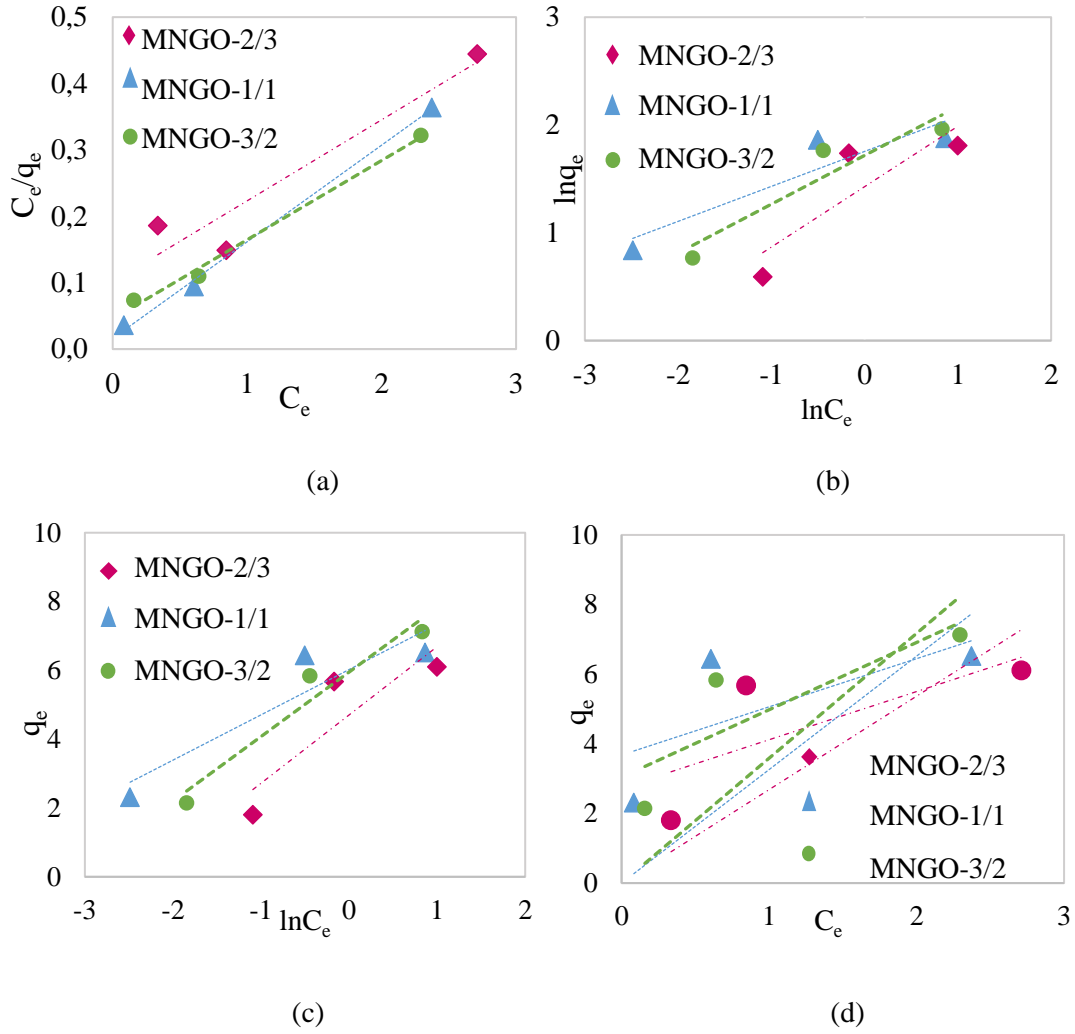 0,5
0,4
0,3
0,2
0,1
0,0
Ce/qe
MNGO-2/3
MNGO-1/1
MNGO-3/2
0 1 2 3
Ce
(a)
3
2
1
0
lnqe
MNGO-2/3
MNGO-1/1
MNGO-3/2
-3 -2 -1 0 1 2
lnCe
(b)
10
8
6
4
2
0
qe
MNGO-2/3
MNGO-1/1
MNGO-3/2
-3 -2 -1 0 1 2
lnCe
(c)
10
8
6
4
2
0
qe
MNGO-2/3
MNGO-1/1
MNGO-3/2
0 1 2 3
Ce
(d)